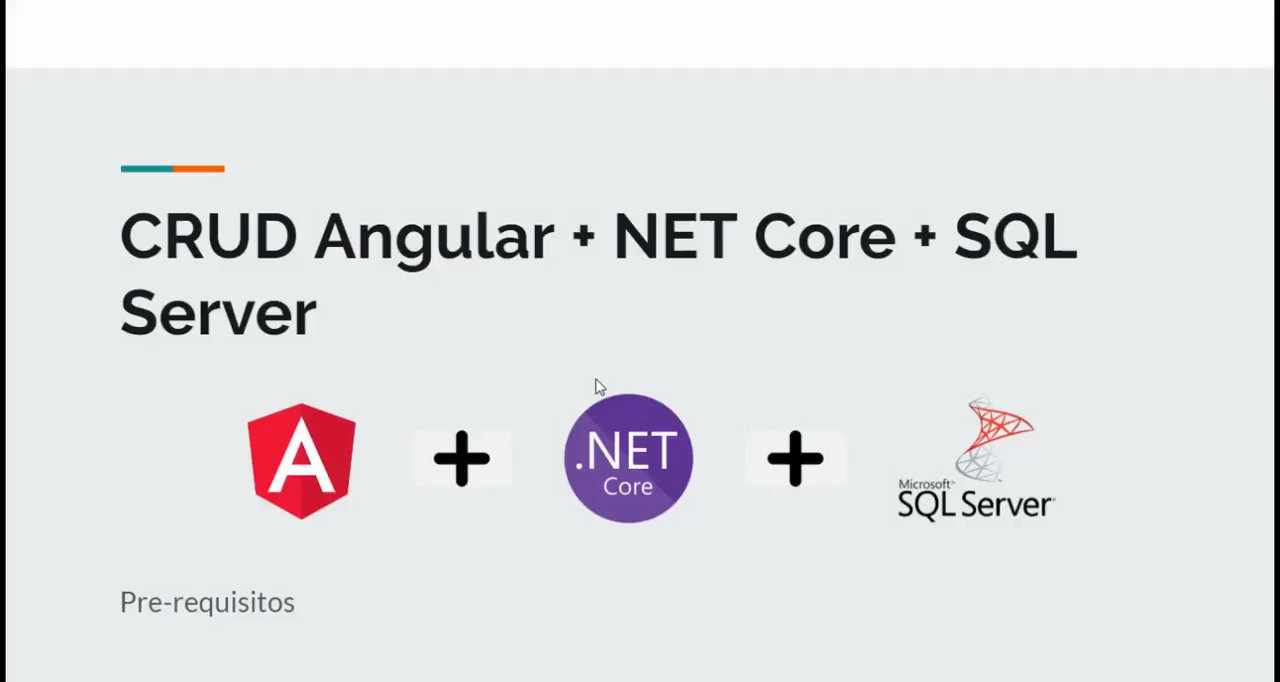 CRUD Angular + NET Core + SQL
Server
A
.NET
Core
Microsoft
SQL Server
Pre-requisitos